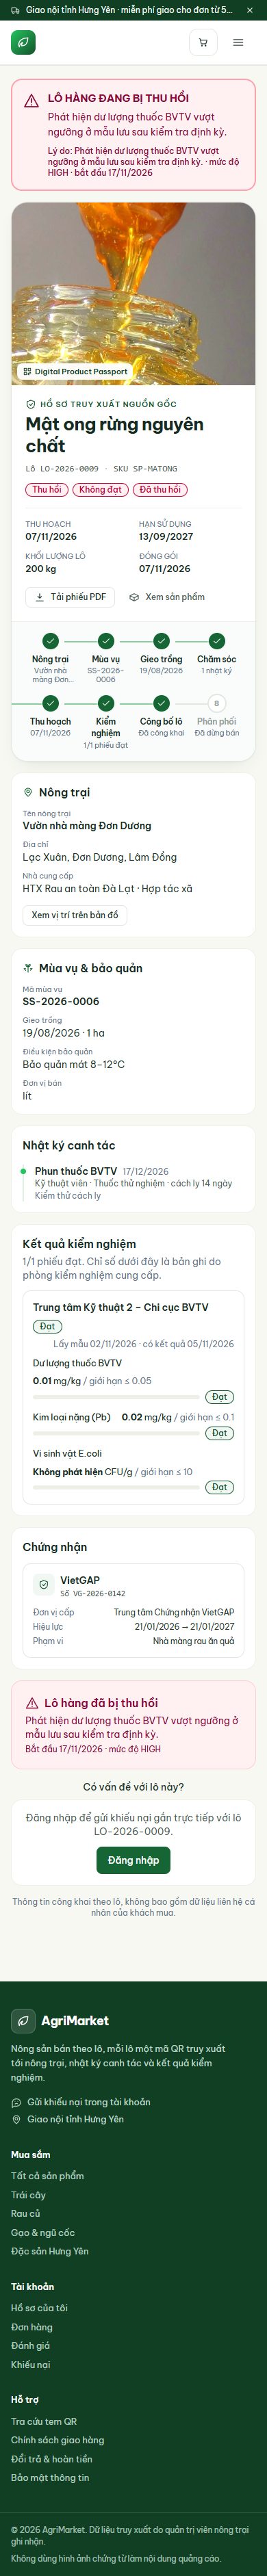 Giao nội tỉnh Hưng Yên · miễn phí giao cho đơn từ 5...
LÔ HÀNG ĐANG BỊ THU HỒI
Phát hiện dư lượng thuốc BVTV vượt
ngưỡng ở mẫu lưu sau kiểm tra định kỳ.
Lý do: Phát hiện dư lượng thuốc BVTV vượt
ngưỡng ở mẫu lưu sau kiểm tra định kỳ. · mức độ
HIGH · bắt đầu 17/11/2026
Digital Product Passport
HỒ SƠ TRUY XUẤT NGUỒN GỐC
Mật ong rừng nguyên
chất
Lô LO-2026-0009 · SKU SP-MATONG
Thu hồi Không đạt Đã thu hồi
THU HOẠCH HẠN SỬ DỤNG
07/11/2026 13/09/2027
KHỐI LƯỢNG LÔ ĐÓNG GÓI
200 kg 07/11/2026
Tải phiếu PDF Xem sản phẩm
Nông trại Mùa vụ Gieo trồng Chăm sóc
Vườn nhà SS-2026- 19/08/2026 1 nhật ký
màng Đơn... 0006
8
Thu hoạch Kiểm Công bố lô Phân phối
07/11/2026 nghiệm Đã công khai Đã dừng bán
1/1 phiếu đạt
Nông trại
Tên nông trại
Vườn nhà màng Đơn Dương
Địa chỉ
Lạc Xuân, Đơn Dương, Lâm Đồng
Nhà cung cấp
HTX Rau an toàn Đà Lạt · Hợp tác xã
Xem vị trí trên bản đồ
Mùa vụ & bảo quản
Mã mùa vụ
SS-2026-0006
Gieo trồng
19/08/2026 · 1 ha
Điều kiện bảo quản
Bảo quản mát 8–12°C
Đơn vị bán
lít
Nhật ký canh tác
Phun thuốc BVTV 17/12/2026
Kỹ thuật viên · Thuốc thử nghiệm · cách ly 14 ngày
Kiểm thử cách ly
Kết quả kiểm nghiệm
1/1 phiếu đạt. Chỉ số dưới đây là bản ghi do
phòng kiểm nghiệm cung cấp.
Trung tâm Kỹ thuật 2 – Chi cục BVTV
Đạt
Lấy mẫu 02/11/2026 · có kết quả 05/11/2026
Dư lượng thuốc BVTV
0.01 mg/kg / giới hạn ≤ 0.05
Đạt
Kim loại nặng (Pb) 0.02 mg/kg / giới hạn ≤ 0.1
Đạt
Vi sinh vật E.coli
Không phát hiện CFU/g / giới hạn ≤ 10
Đạt
Chứng nhận
VietGAP
Số VG-2026-0142
Đơn vị cấp Trung tâm Chứng nhận VietGAP
Hiệu lực 21/01/2026 → 21/01/2027
Phạm vi Nhà màng rau ăn quả
Lô hàng đã bị thu hồi
Phát hiện dư lượng thuốc BVTV vượt ngưỡng ở
mẫu lưu sau kiểm tra định kỳ.
Bắt đầu 17/11/2026 · mức độ HIGH
Có vấn đề với lô này?
Đăng nhập để gửi khiếu nại gắn trực tiếp với lô
LO-2026-0009.
Đăng nhập
Thông tin công khai theo lô, không bao gồm dữ liệu liên hệ cá
nhân của khách mua.
AgriMarket
Nông sản bán theo lô, mỗi lô một mã QR truy xuất
tới nông trại, nhật ký canh tác và kết quả kiểm
nghiệm.
Gửi khiếu nại trong tài khoản
Giao nội tỉnh Hưng Yên
Mua sắm
Tất cả sản phẩm
Trái cây
Rau củ
Gạo & ngũ cốc
Đặc sản Hưng Yên
Tài khoản
Hồ sơ của tôi
Đơn hàng
Đánh giá
Khiếu nại
Hỗ trợ
Tra cứu tem QR
Chính sách giao hàng
Đổi trả & hoàn tiền
Bảo mật thông tin
© 2026 AgriMarket. Dữ liệu truy xuất do quản trị viên nông trại
ghi nhận.
Không dùng hình ảnh chứng từ làm nội dung quảng cáo.